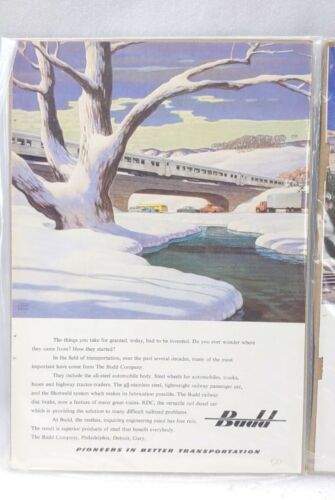 The things you take for granted, today, had to be invented. Do you ever wonder where
they came from? How they started?
In the field of transportation, over the past several decades, many of the most
important have come from The Budd Company.
They include the all-steel automobile body. Steel wheels for automobiles, trucks,
buses and highway tractor-trailers. The all-stainless steel, lightweight railway passenger car,
and the Shotweld system which makes its fabrication possible. The Budd railway
disc brake, now a feature of many great trains. RDC, the versatile rail diesel car
which is providing the solution to many difficult railroad problems.
At Budd, the restless, inquiring engineering mind has free rein.
The result is superior products of steel that benefit everybody.
The Budd Company, Philadelphia, Detroit, Gary.
Budd
PIONEERS IN BETTER TRANSPORTATION